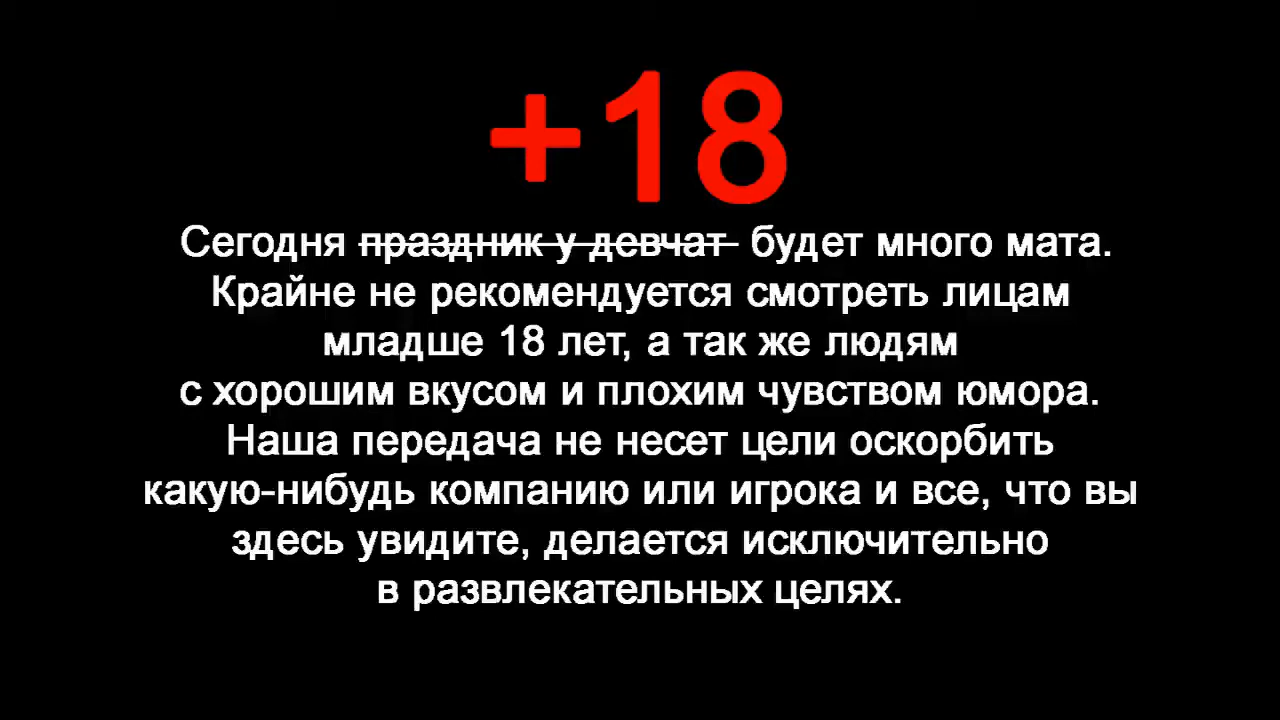 +18
Сегодня праздник у девчат будет много мата.
Крайне не рекомендуется смотреть лицам
младше 18 лет, а так же людям
с хорошим вкусом и плохим чувством юмора.
Наша передача не несет цели оскорбить
какую-нибудь компанию или игрока и все, что вы
здесь увидите, делается исключительно
в развлекательных целях.